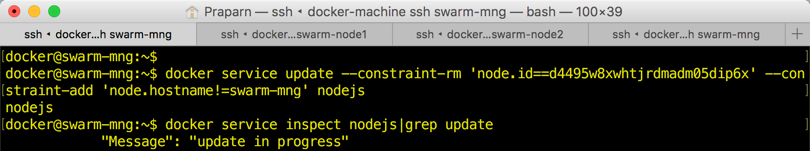 Praparn — ssh ◂ docker-machine ssh swarm-mng — bash — 100×39
ssh ◂ docker...h swarm-mng
ssh ◂ docker...swarm-node1
ssh ◂ docker...swarm-node2
ssh ◂ docker...h swarm-mng
[docker@swarm-mng:~$
docker@swarm-mng:~$ docker service update --constraint-rm 'node.id==d4495w8xwhtjrdmadm05dip6x' --con
[straint-add 'node.hostname!=swarm-mng' nodejs
nodejs
[docker@swarm-mng:~$ docker service inspect nodejs|grep update
"Message": "update in progress"